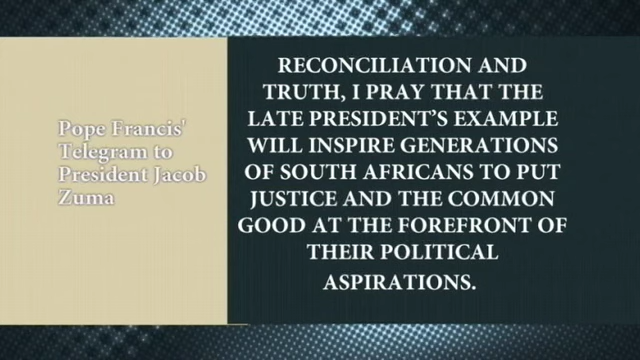 Pope Francis'
Telegram to
President Jacob
Zuma
RECONCILIATION AND
TRUTH, I PRAY THAT THE
LATE PRESIDENT'S EXAMPLE
WILL INSPIRE GENERATIONS
OF SOUTH AFRICANS TO PUT
JUSTICE AND THE COMMON
GOOD AT THE FOREFRONT OF
THEIR POLITICAL
ASPIRATIONS.